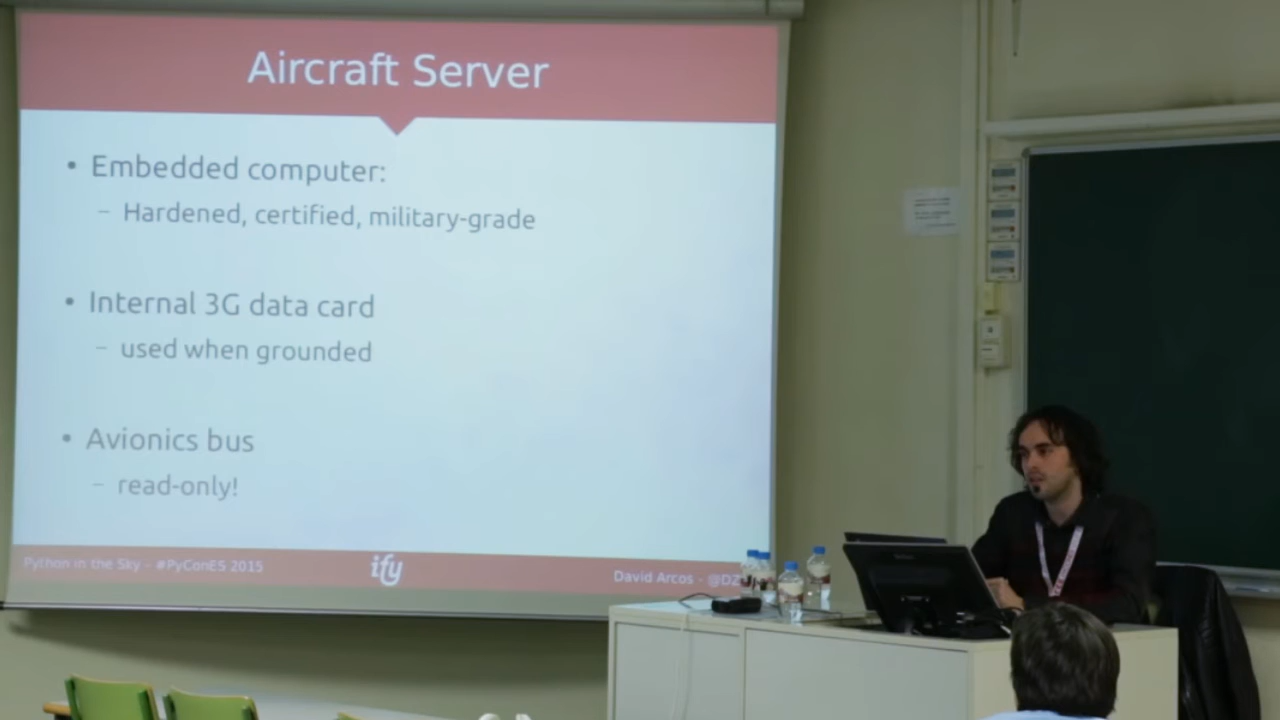 Aircraft Server
• Embedded computer:
– Hardened, certified, military-grade
• Internal 3G data card
– used when grounded
• Avionics bus
– read-only!
Python in the Sky - #PyConES 2015
ify
David Arcos - @DZ